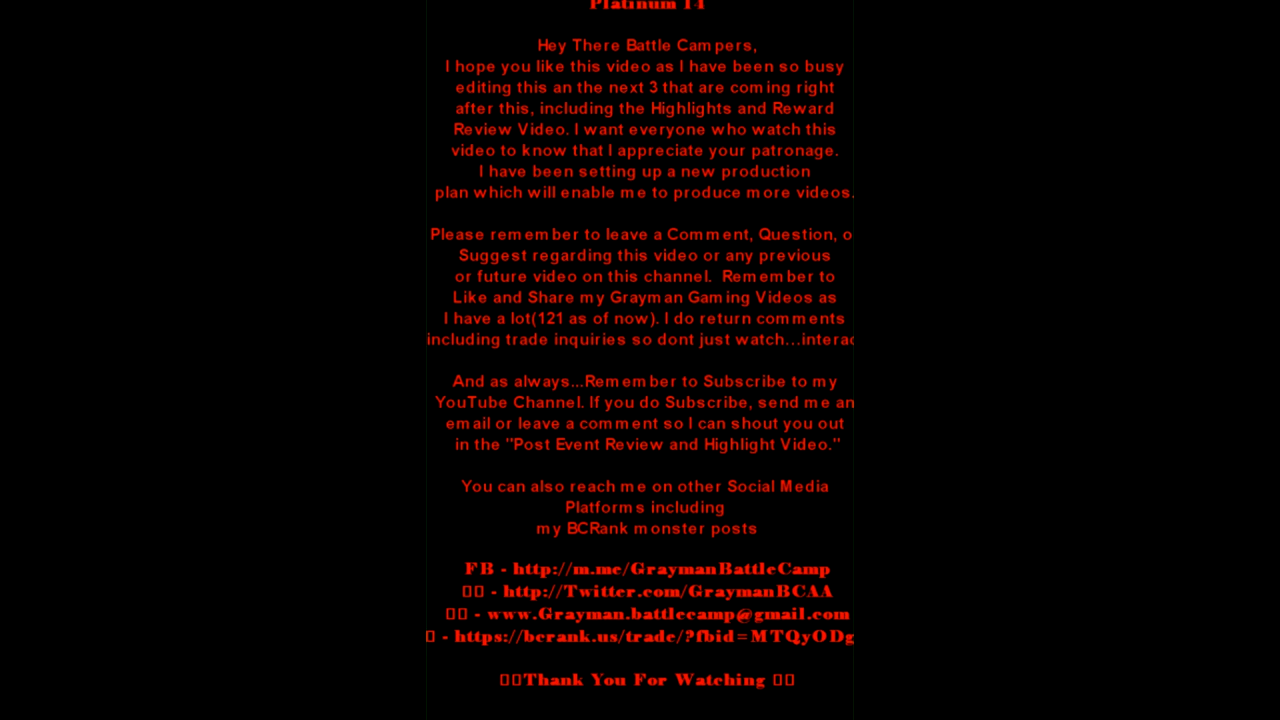 Platinum 14
Hey There Battle Campers,
I hope you like this video as I have been so busy
editing this an the next 3 that are coming right
after this, including the Highlights and Reward
Review Video. I want everyone who watch this
video to know that I appreciate your patronage.
I have been setting up a new production
plan which will enable me to produce more videos.
Please remember to leave a Comment, Question, o
Suggest regarding this video or any previous
or future video on this channel. Remember to
Like and Share my Grayman Gaming Videos as
I have a lot(121 as of now). I do return comments
including trade inquiries so dont just watch...interac
And as always...Remember to Subscribe to my
YouTube Channel. If you do Subscribe, send me an
email or leave a comment so I can shout you out
in the "Post Event Review and Highlight Video."
You can also reach me on other Social Media
Platforms including
my BCRank monster posts
FB - http://m.me/GraymanBattleCamp
- http://Twitter.com/GraymanBCAA
- www.Grayman.battlecamp@gmail.com
- https://bcrank.us/trade/?fbid=MTQyODg
Thank You For Watching